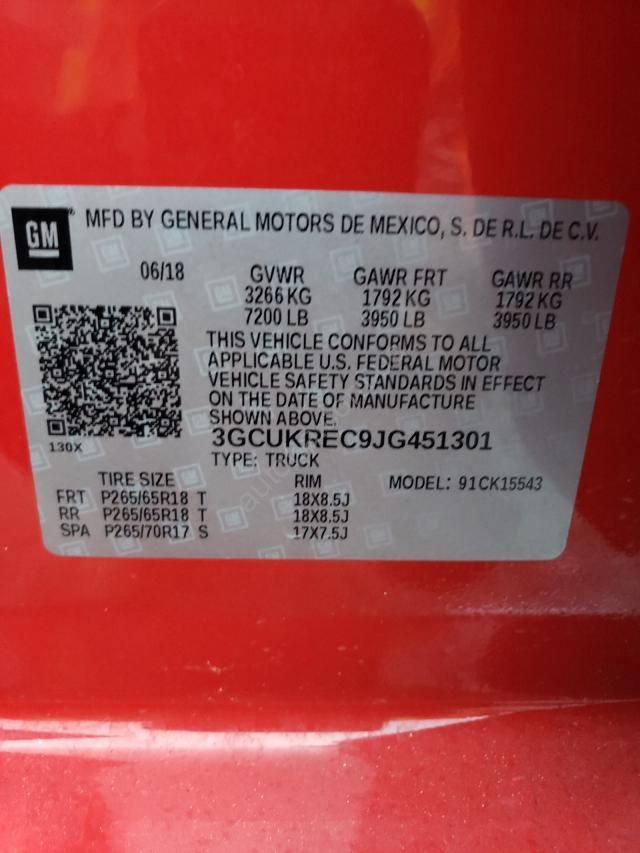 GM
MFD BY GENERAL MOTORS DE MEXICO, S. DE R.L. DE C.V.
06/18 GVWR GAWR FRT GAWR RR
3266 KG 1792 KG 1792 KG
7200 LB 3950 LB 3950 LB
THIS VEHICLE CONFORMS TO ALL
APPLICABLE U.S. FEDERAL MOTOR
VEHICLE SAFETY STANDARDS IN EFFECT
ON THE DATE OF MANUFACTURE
SHOWN ABOVE.
130X
3GCUKREC9JG451301
TYPE: TRUCK
TIRE SIZE RIM MODEL: 91CK15543
FRT P265/65R18 T 18X8.5J
RR P265/65R18 T 18X8.5J
SPA P265/70R17 S 17X7.5J